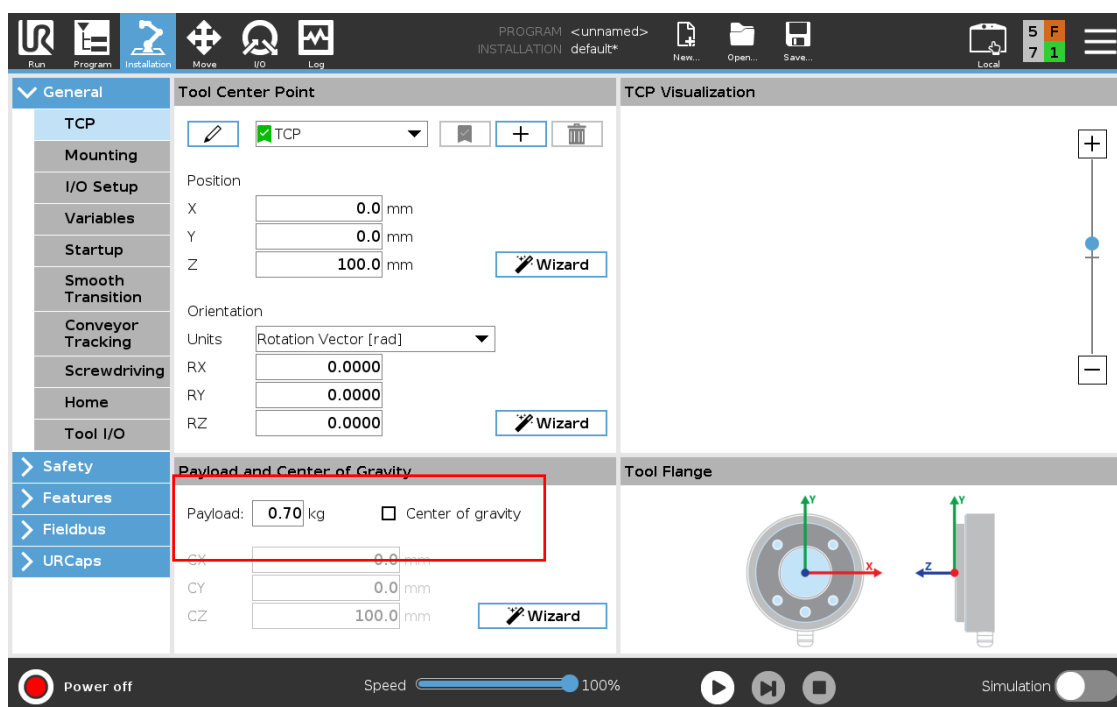 UR
PROGRAM <unnamed>
INSTALLATION default*
Run
Program
Installation
Move
I/O
Log
New...
Open...
Save...
Local
5 F
7 1
General
TCP
Mounting
I/O Setup
Variables
Startup
Smooth
Transition
Conveyor
Tracking
Screwdriving
Home
Tool I/O
Safety
Features
Fieldbus
URCaps
Tool Center Point
TCP
Position
X 0.0 mm
Y 0.0 mm
Z 100.0 mm Wizard
Orientation
Units Rotation Vector [rad]
RX 0.0000
RY 0.0000
RZ 0.0000 Wizard
Payload and Center of Gravity
Payload: 0.70 kg Center of gravity
CX 0.0 mm
CY 0.0 mm
CZ 100.0 mm Wizard
TCP Visualization
Tool Flange
Y
X
Y
Z
Power off
Speed 100%
Simulation